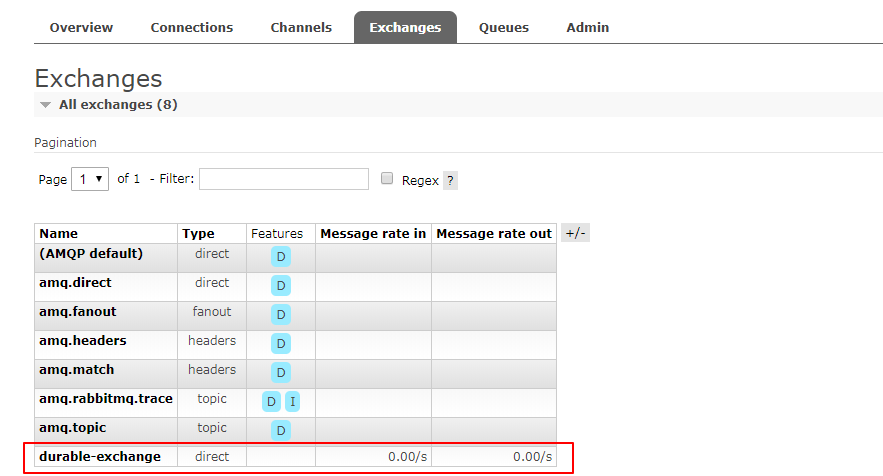 Overview Connections Channels Exchanges Queues Admin
Exchanges
All exchanges (8)
Pagination
Page 1 of 1 - Filter: Regex ?
Name Type Features Message rate in Message rate out +/-
(AMQP default) direct D
amq.direct direct D
amq.fanout fanout D
amq.headers headers D
amq.match headers D
amq.rabbitmq.trace topic D I
amq.topic topic D
durable-exchange direct 0.00/s 0.00/s